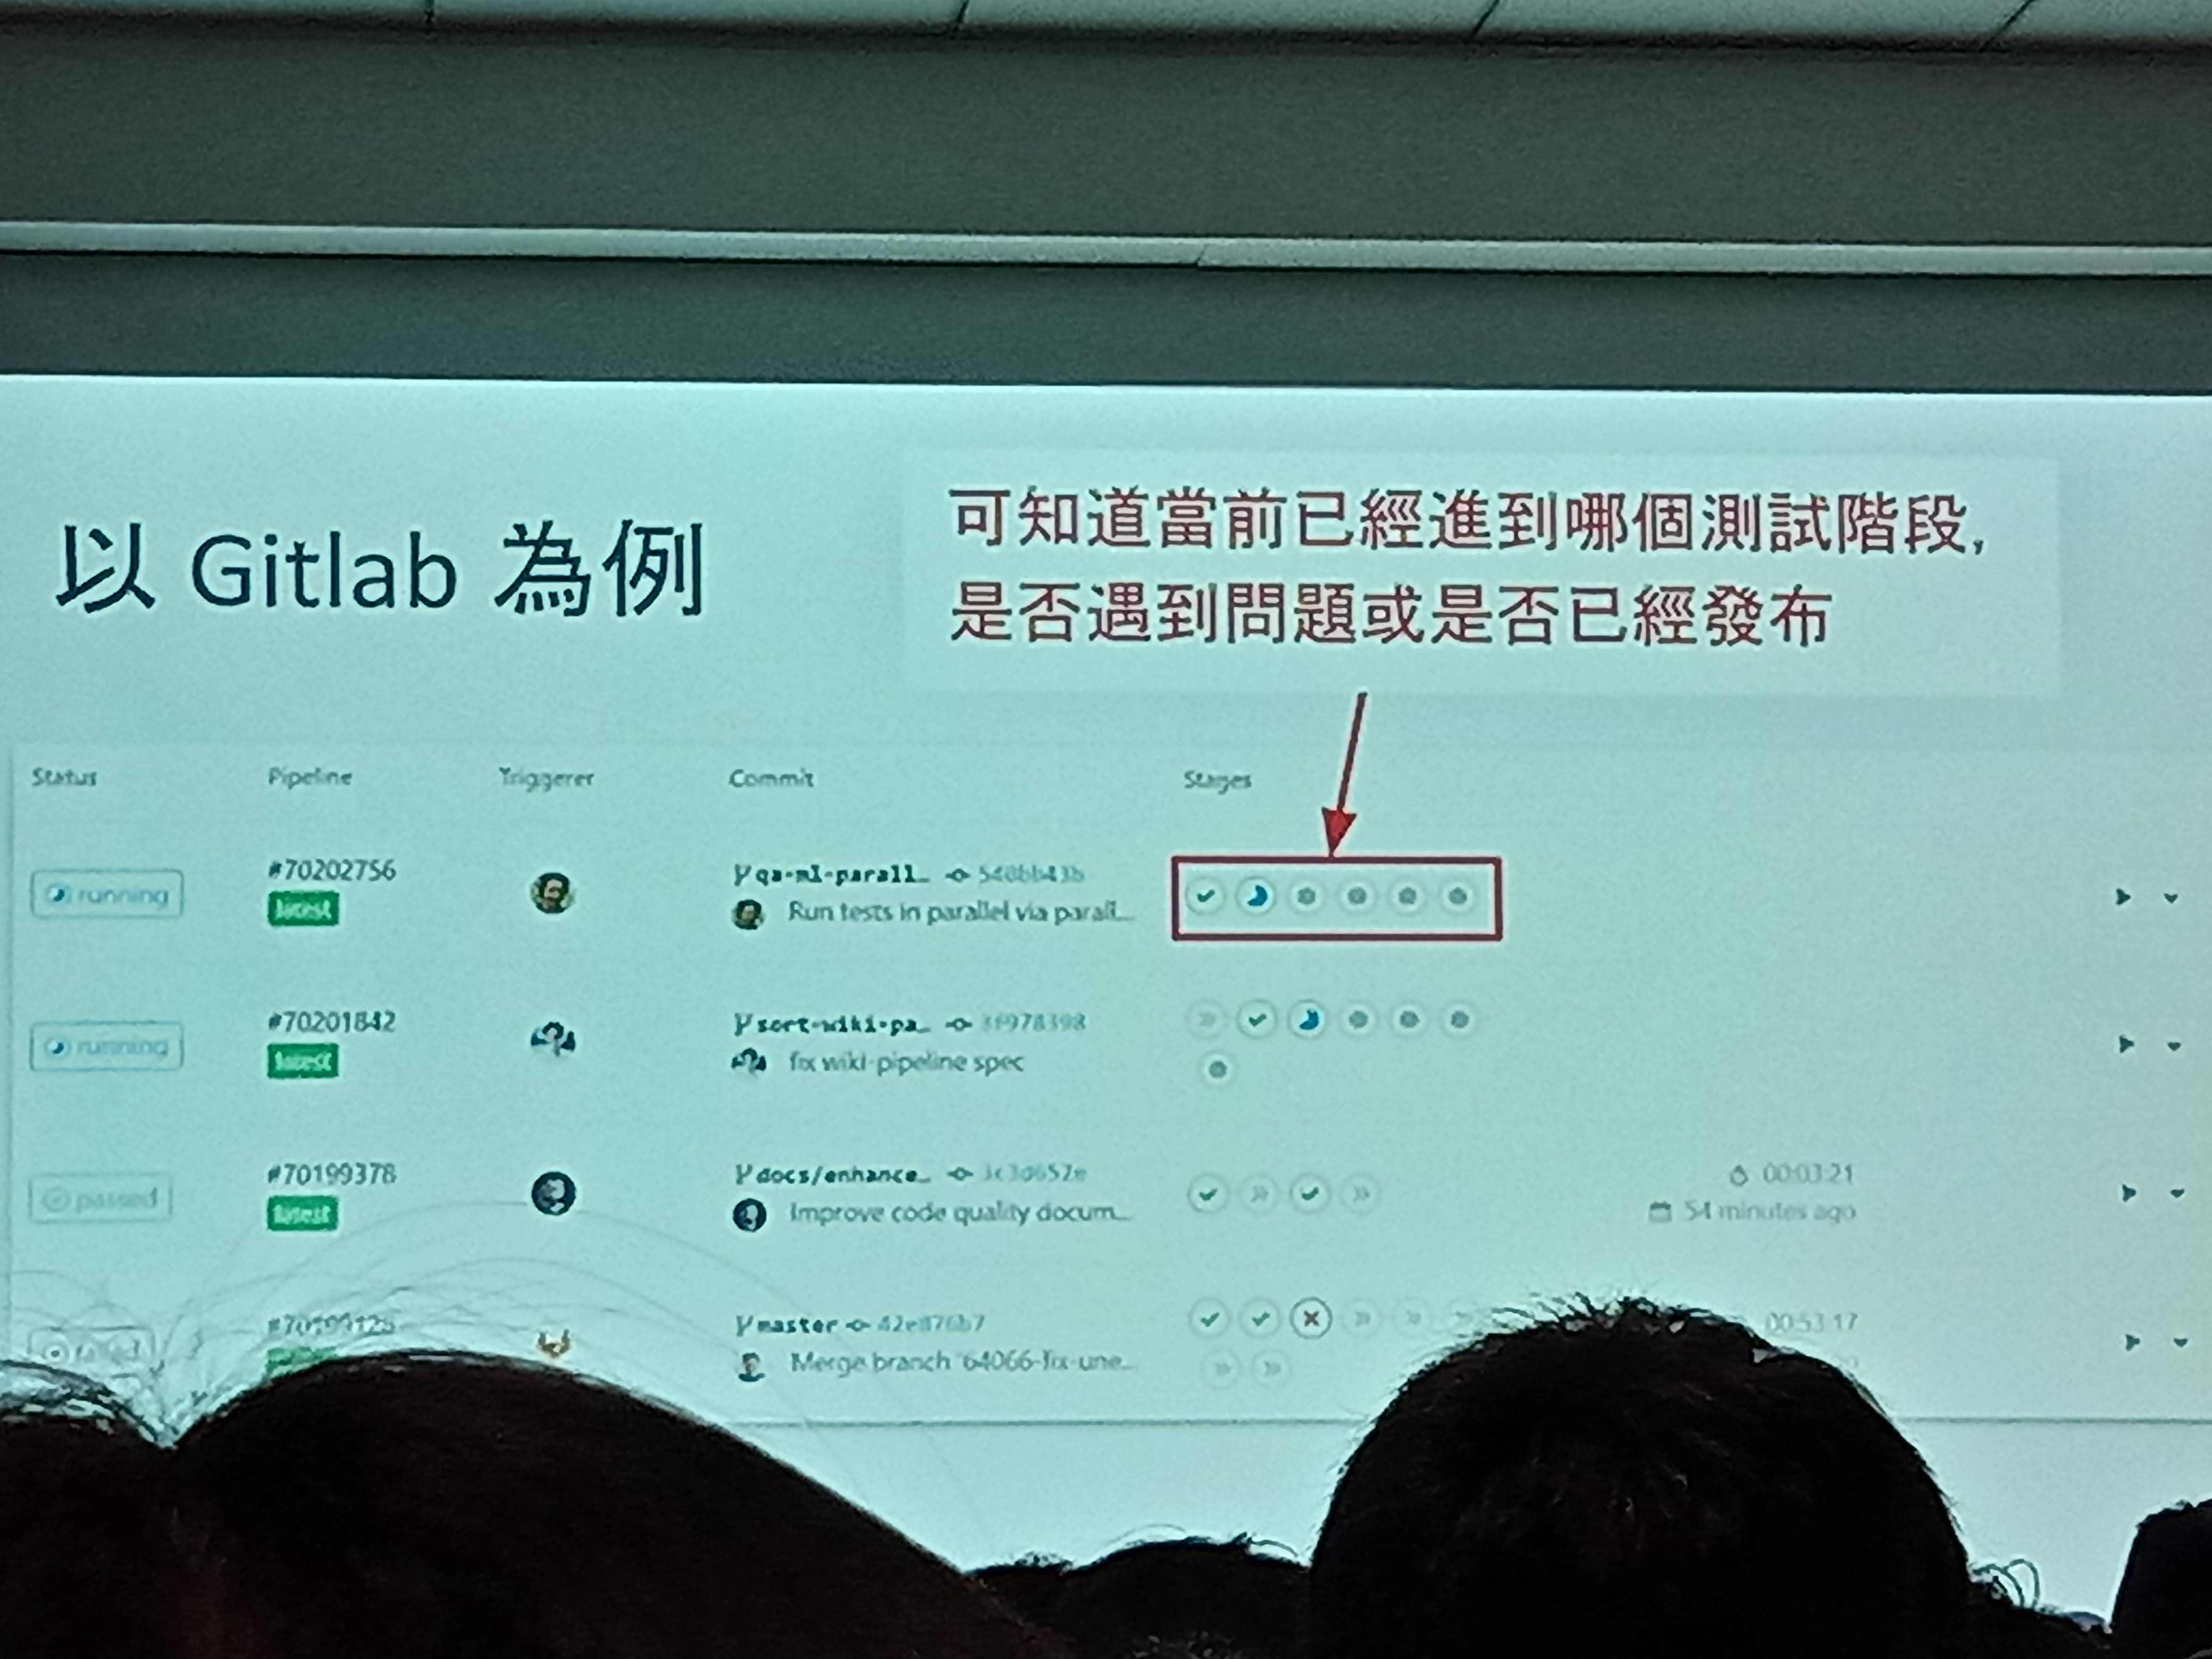 以 Gitlab 為例
可知道當前已經進到哪個測試階段,
是否遇到問題或是否已經發布
Status Pipeline Triggerer Commit Stages
running #70202756 qa-ml-parall...
latest Run tests in parallel via parall...
running #70201842 sort-wiki-pa... 3f978398
latest fix wiki-pipeline spec
passed #70199378 docs/enhance... 3c3d652e 00:03:21
latest Improve code quality docum... 54 minutes ago
master 00:53:17
Merge branch '64066-fix-une...